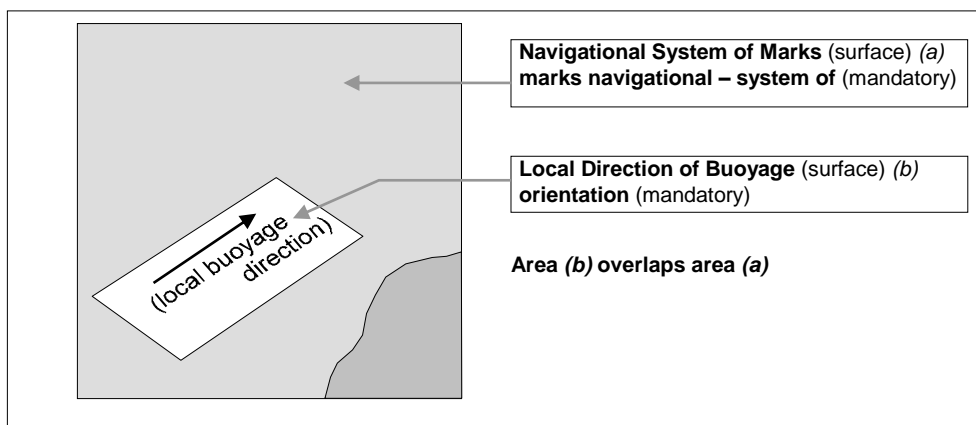 Navigational System of Marks (surface) (a)
marks navigational – system of (mandatory)
Local Direction of Buoyage (surface) (b)
orientation (mandatory)
(local buoyage
direction)
Area (b) overlaps area (a)